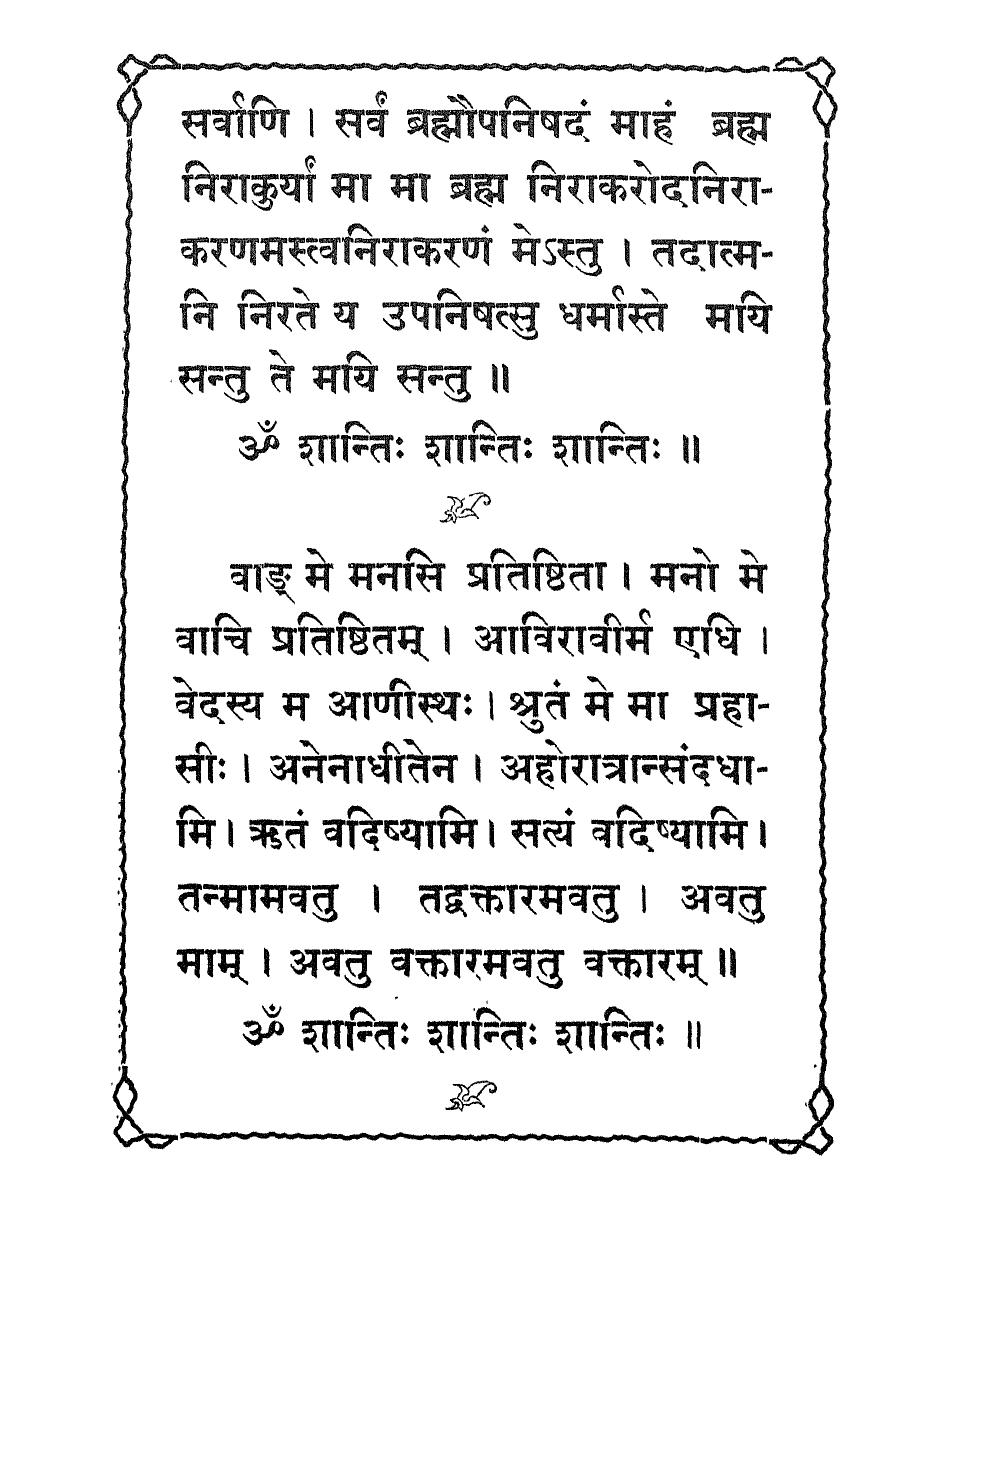 सर्वाणि । सर्वं ब्रह्मौपनिषदं माहं ब्रह्म
निराकुर्यां मा मा ब्रह्म निराकरोदनिरा-
करणमस्त्वनिराकरणं मेऽस्तु । तदात्म-
नि निरते य उपनिषत्सु धर्मास्ते मयि
सन्तु ते मयि सन्तु ॥
ॐ शान्तिः शान्तिः शान्तिः ॥
वाङ् मे मनसि प्रतिष्ठिता । मनो मे
वाचि प्रतिष्ठितम् । आविरावीर्म एधि ।
वेदस्य म आणीस्थः । श्रुतं मे मा प्रहा-
सीः । अनेनाधीतेन । अहोरात्रान्संदधा-
मि । ऋतं वदिष्यामि । सत्यं वदिष्यामि ।
तन्मामवतु । तद्वक्तारमवतु । अवतु
माम् । अवतु वक्तारमवतु वक्तारम् ॥
ॐ शान्तिः शान्तिः शान्तिः ॥